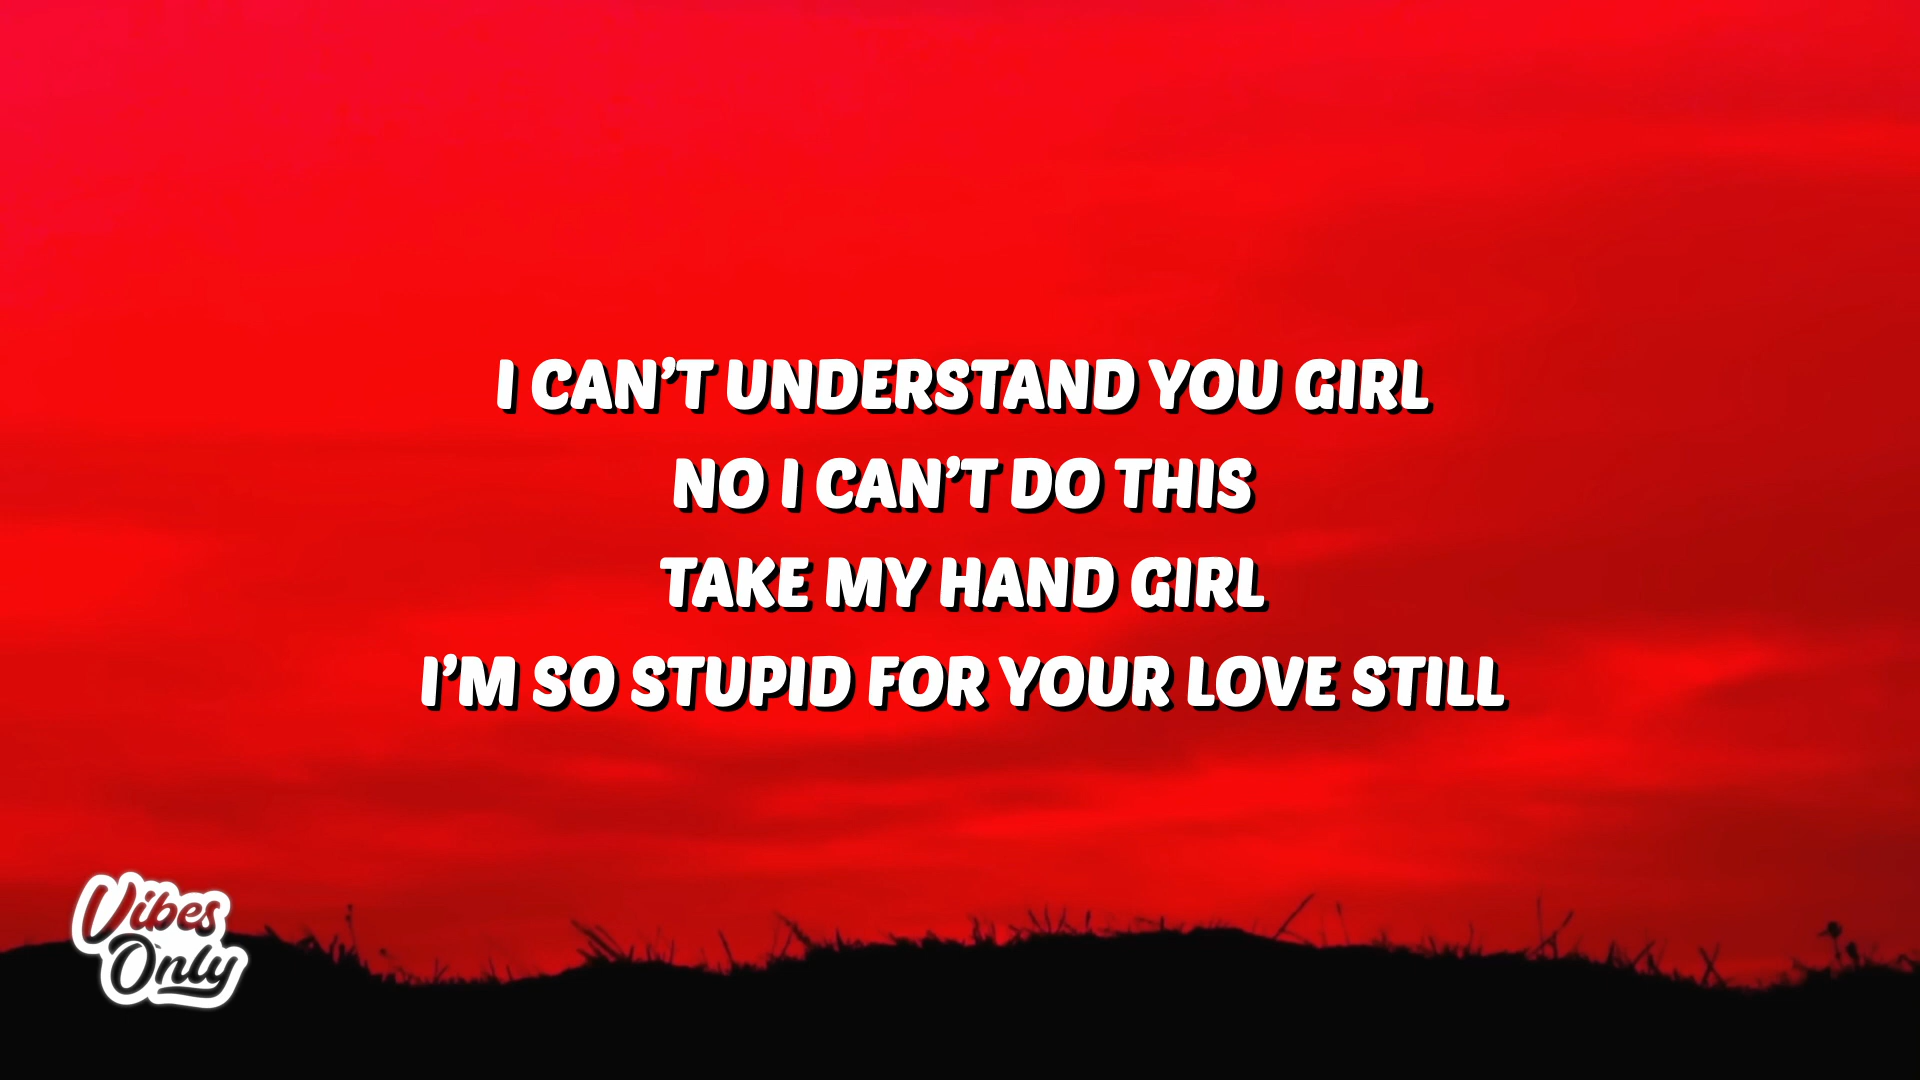 I CAN’T UNDERSTAND YOU GIRL
NO I CAN’T DO THIS
TAKE MY HAND GIRL
I’M SO STUPID FOR YOUR LOVE STILL
Vibes
Only